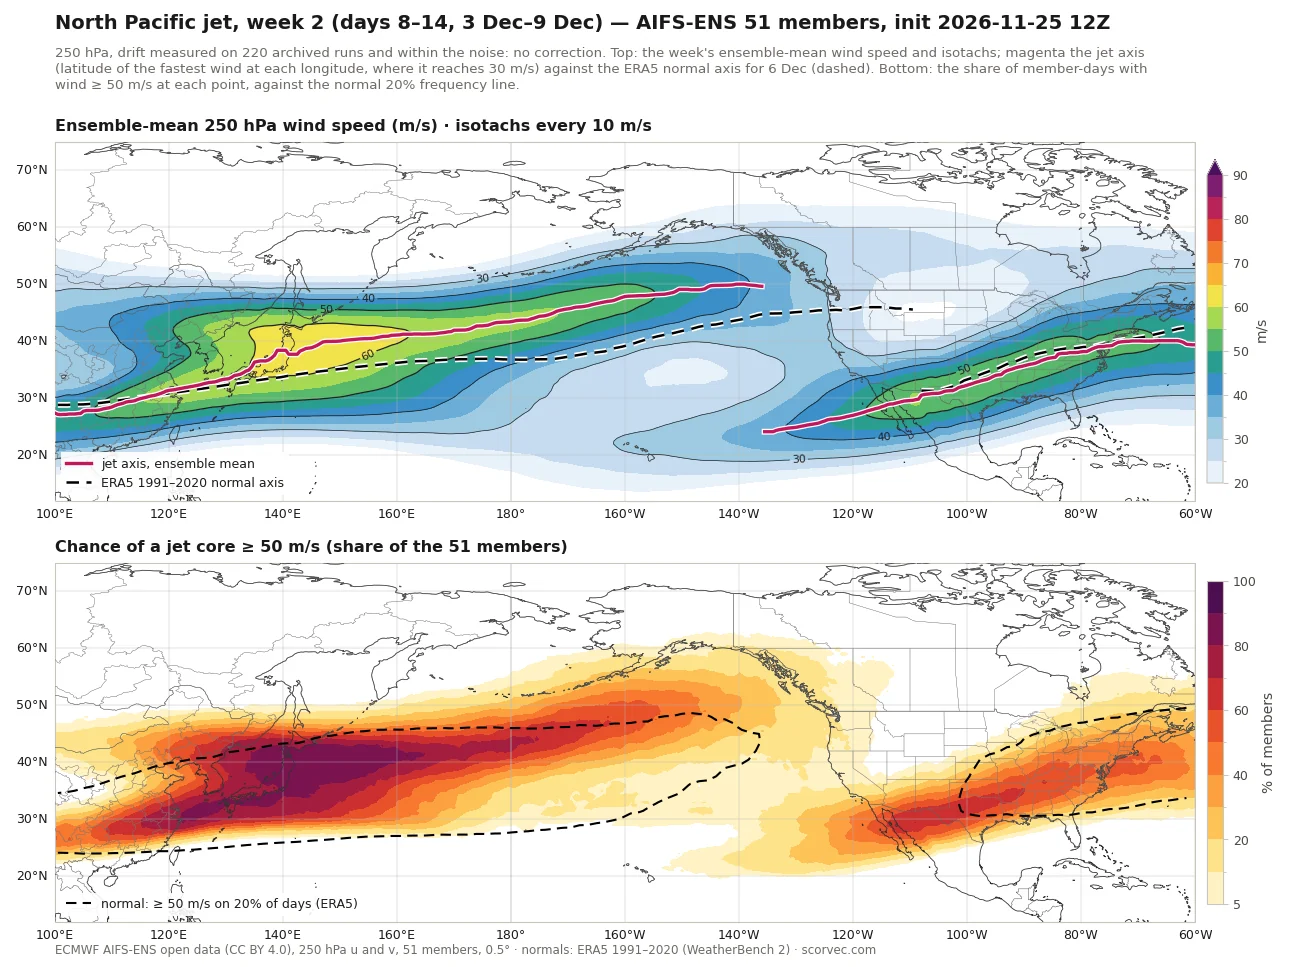 North Pacific jet, week 2 (days 8–14, 3 Dec–9 Dec) — AIFS-ENS 51 members, init 2026-11-25 12Z
250 hPa, drift measured on 220 archived runs and within the noise: no correction. Top: the week's ensemble-mean wind speed and isotachs; magenta the jet axis
(latitude of the fastest wind at each longitude, where it reaches 30 m/s) against the ERA5 normal axis for 6 Dec (dashed). Bottom: the share of member-days with
wind ≥ 50 m/s at each point, against the normal 20% frequency line.
Ensemble-mean 250 hPa wind speed (m/s) · isotachs every 10 m/s
70°N
60°N
50°N
40°N
30°N
20°N
30
40
50
60
50
40
30
jet axis, ensemble mean
ERA5 1991–2020 normal axis
100°E 120°E 140°E 160°E 180° 160°W 140°W 120°W 100°W 80°W 60°W
90
80
70
60
50
40
30
20
m/s
Chance of a jet core ≥ 50 m/s (share of the 51 members)
70°N
60°N
50°N
40°N
30°N
20°N
normal: ≥ 50 m/s on 20% of days (ERA5)
100°E 120°E 140°E 160°E 180° 160°W 140°W 120°W 100°W 80°W 60°W
100
80
60
40
20
5
% of members
ECMWF AIFS-ENS open data (CC BY 4.0), 250 hPa u and v, 51 members, 0.5° · normals: ERA5 1991–2020 (WeatherBench 2) · scorvec.com